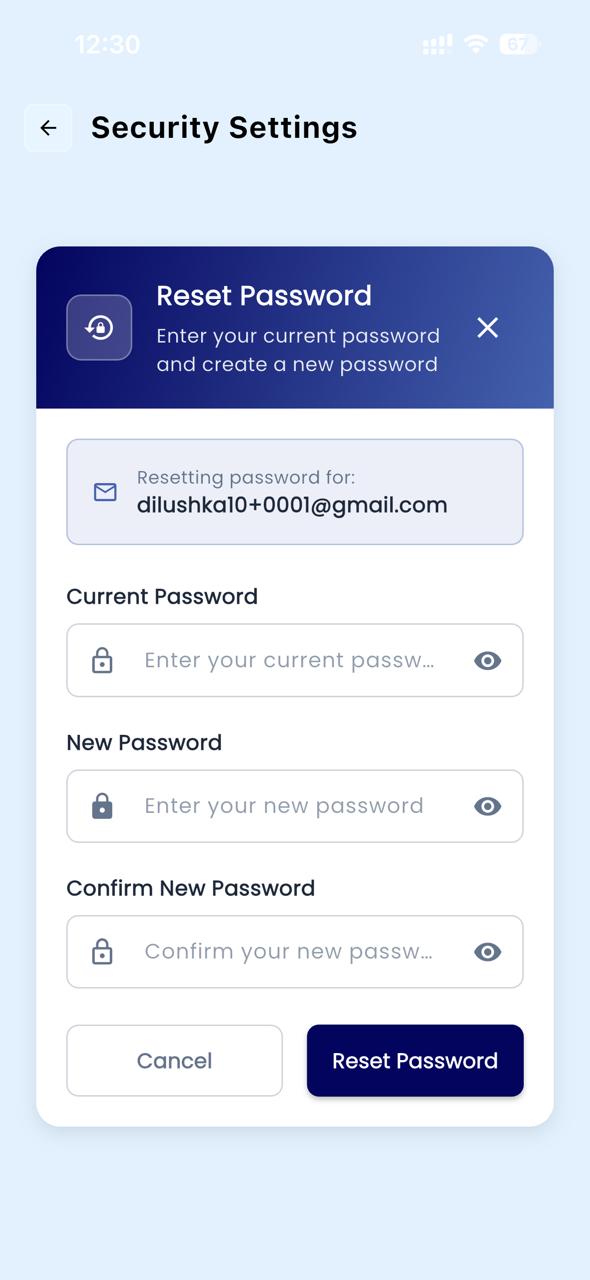 12:30
67
Security Settings
Reset Password
Enter your current password
and create a new password
Resetting password for:
dilushka10+0001@gmail.com
Current Password
Enter your current passw...
New Password
Enter your new password
Confirm New Password
Confirm your new passw...
Cancel
Reset Password